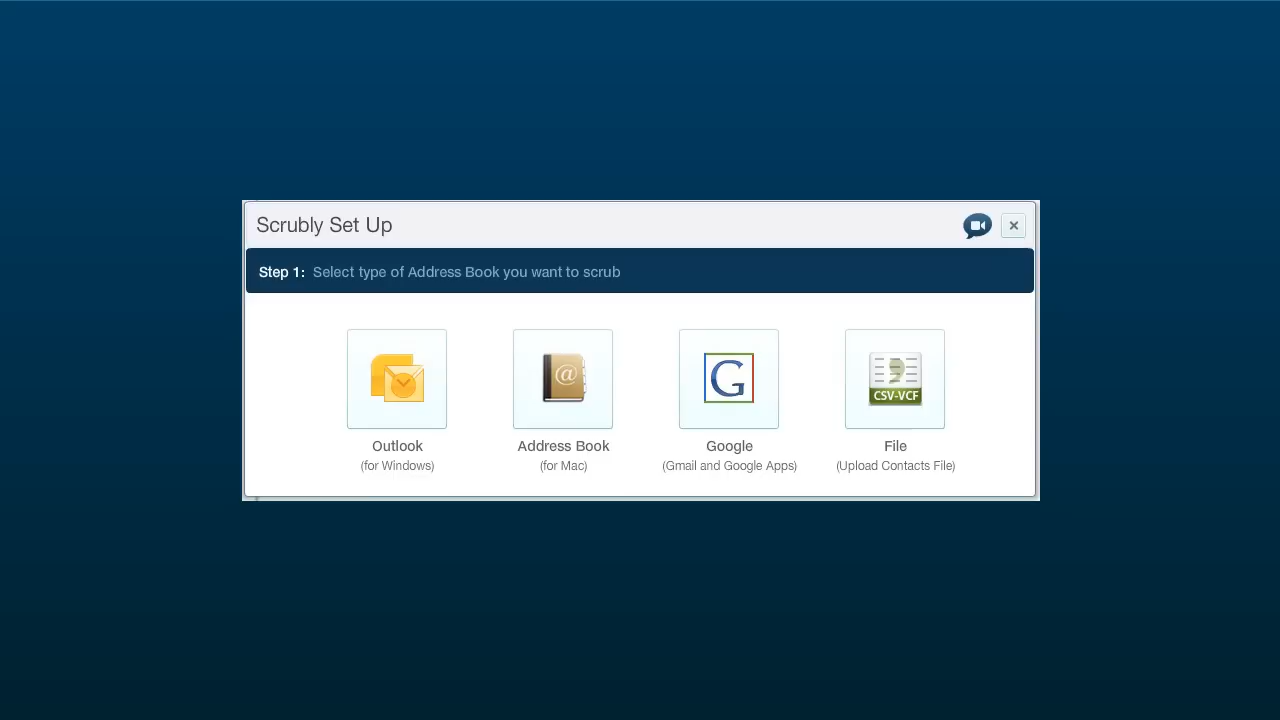 Scrubly Set Up
Step 1: Select type of Address Book you want to scrub
@
G
CSV-VCF
Outlook
Address Book
Google
File
(for Windows)
(for Mac)
(Gmail and Google Apps)
(Upload Contacts File)